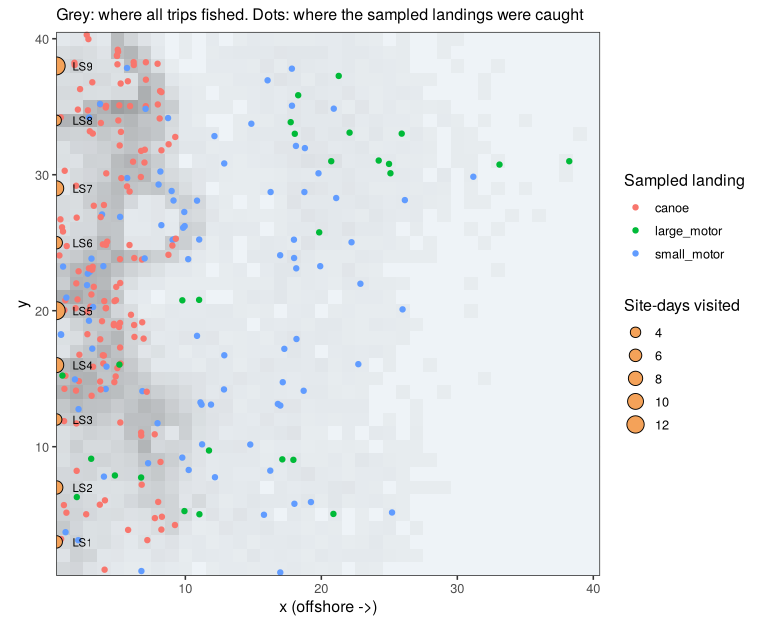 Grey: where all trips fished. Dots: where the sampled landings were caught
40
30
20
10
y
LS9
LS8
LS7
LS6
LS5
LS4
LS3
LS2
LS1
10
20
30
40
x (offshore ->)
Sampled landing
canoe
large_motor
small_motor
Site-days visited
4
6
8
10
12